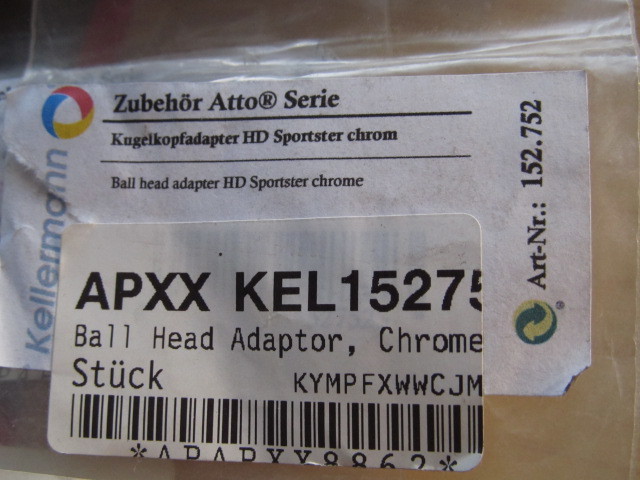 Kellermann
Zubehör Atto® Serie
Kugelkopfadapter HD Sportster chrom
Ball head adapter HD Sportster chrome
Art-Nr.: 152.752
APXX KEL15275
Ball Head Adaptor, Chrome
Stück KYMPFXWWCJM
*APAPXX8862*